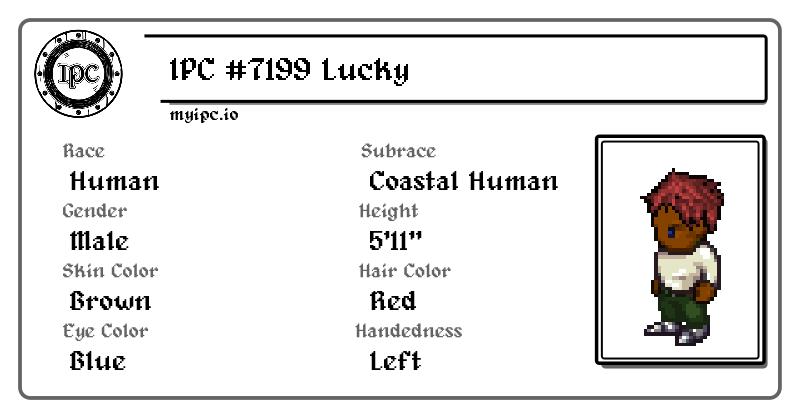 IPC
IPC #7199 Lucky
myipc.io
Race
Human
Subrace
Coastal Human
Gender
Male
Height
5'11"
Skin Color
Brown
Hair Color
Red
Eye Color
Blue
Handedness
Left